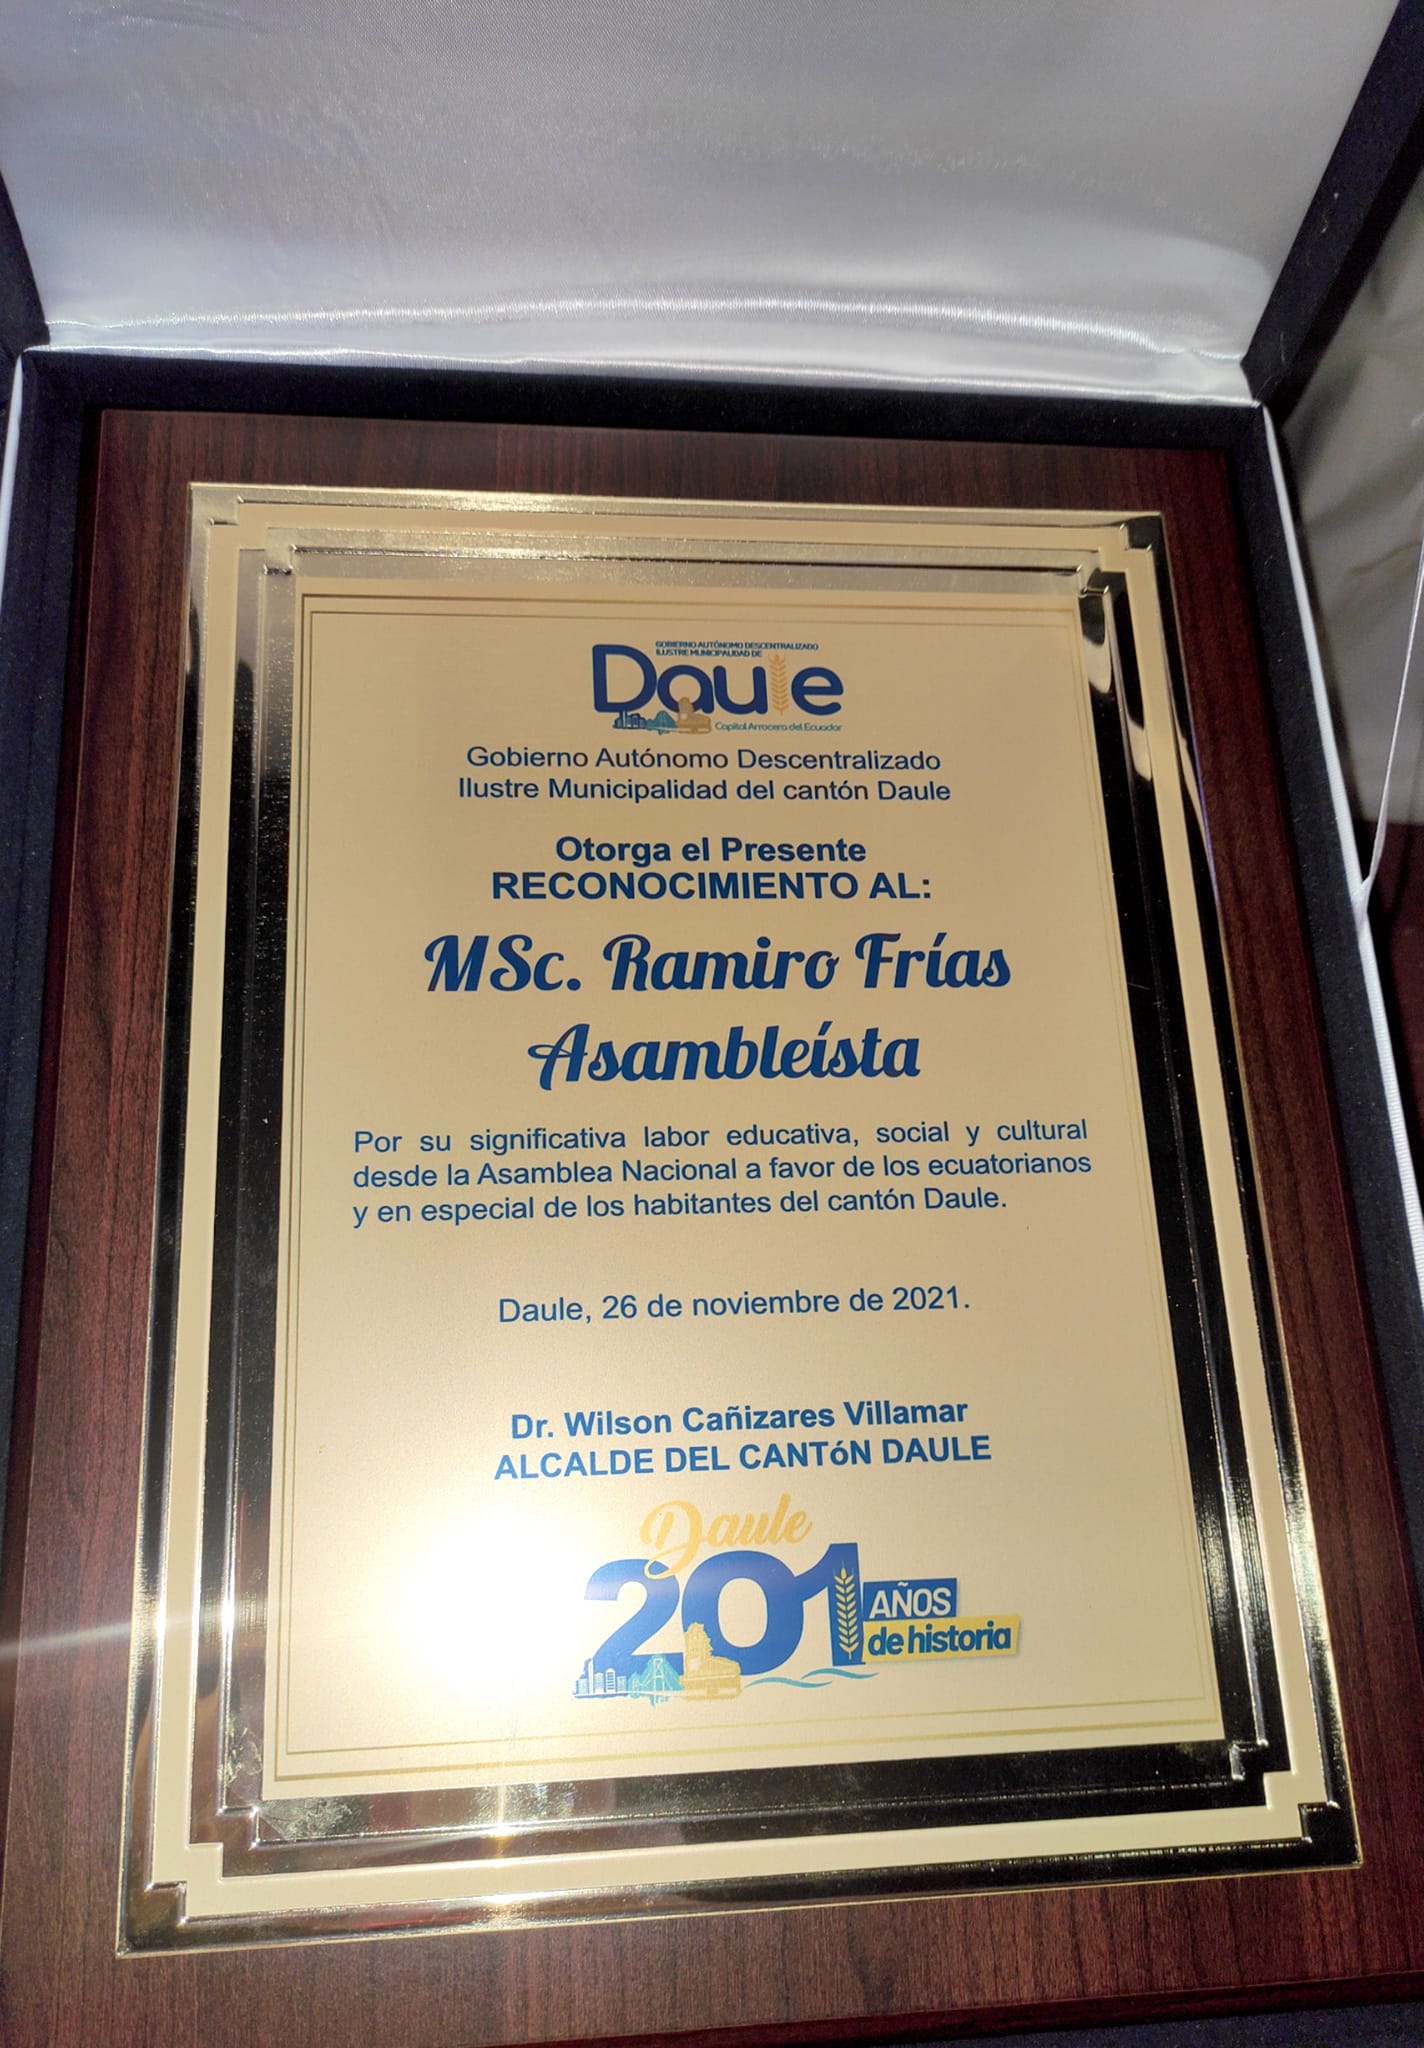 GOBIERNO AUTÓNOMO DESCENTRALIZADO
ILUSTRE MUNICIPALIDAD DE
Daule
Capital Arrocera del Ecuador
Gobierno Autónomo Descentralizado
Ilustre Municipalidad del cantón Daule
Otorga el Presente
RECONOCIMIENTO AL:
MSc. Ramiro Frías
Asambleísta
Por su significativa labor educativa, social y cultural
desde la Asamblea Nacional a favor de los ecuatorianos
y en especial de los habitantes del cantón Daule.
Daule, 26 de noviembre de 2021.
Dr. Wilson Cañizares Villamar
ALCALDE DEL CANTóN DAULE
Daule
201 AÑOS
de historia